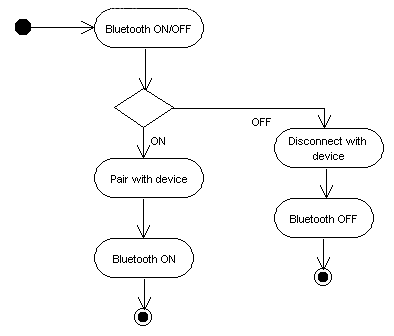 Bluetooth ON/OFF
OFF
ON
Disconnect with
device
Pair with device
Bluetooth OFF
Bluetooth ON